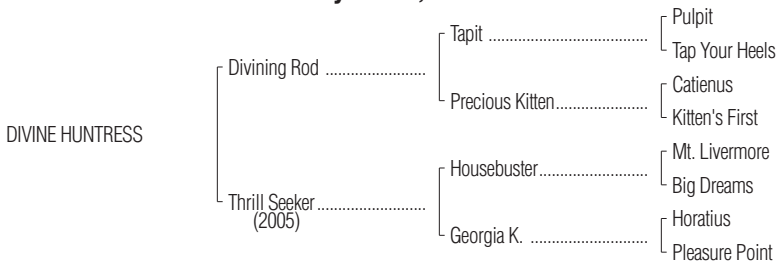 Pulpit
Tapit ......................................
Tap Your Heels
Divining Rod ........................
Catienus
Precious Kitten......................
Kitten's First
DIVINE HUNTRESS
Mt. Livermore
Housebuster..........................
Big Dreams
Thrill Seeker..........................
(2005)
Horatius
Georgia K. ............................
Pleasure Point